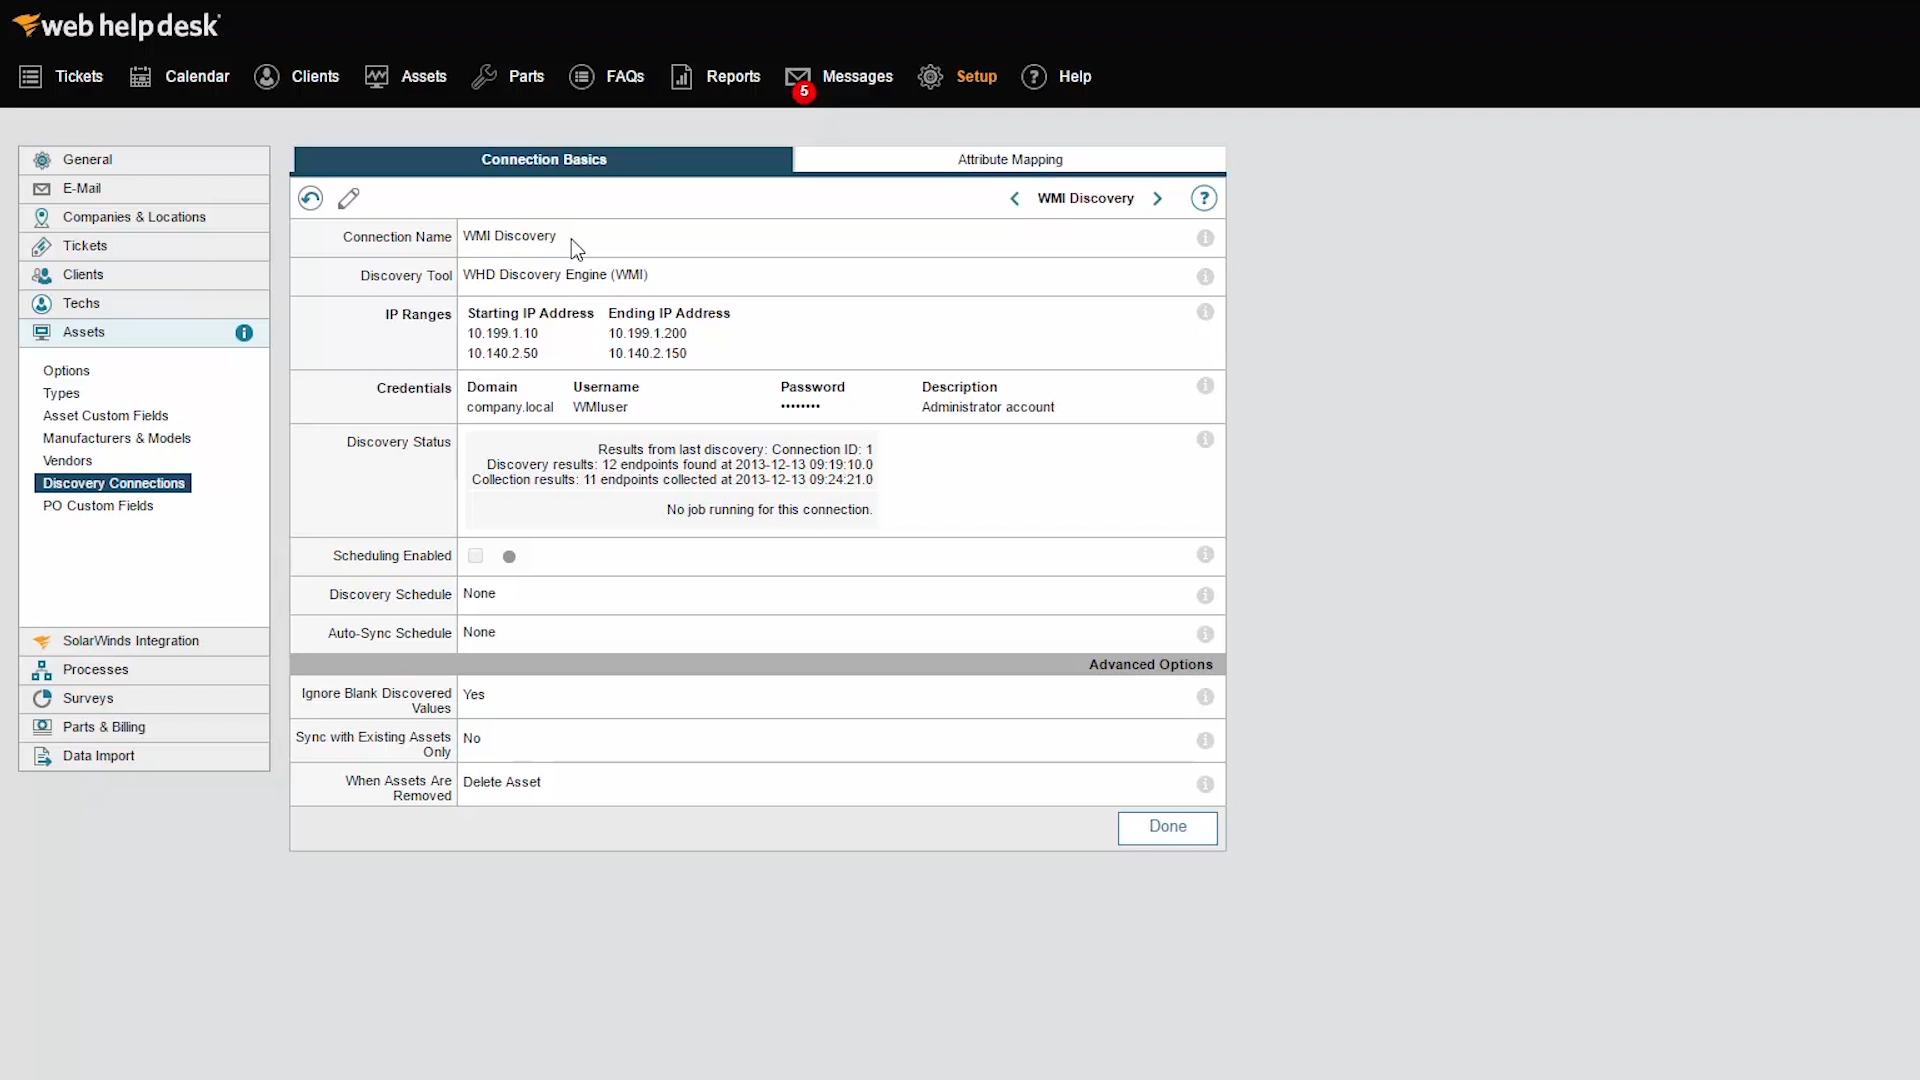 web help desk
Tickets
Calendar
Clients
Assets
Parts
FAQs
Reports
Messages
5
Setup
? Help
General
E-Mail
Companies & Locations
Tickets
Clients
Techs
Assets
i
Options
Types
Asset Custom Fields
Manufacturers & Models
Vendors
Discovery Connections
PO Custom Fields
SolarWinds Integration
Processes
Surveys
Parts & Billing
Data Import
Connection Basics
Attribute Mapping
WMI Discovery
?
Connection Name WMI Discovery i
Discovery Tool WHD Discovery Engine (WMI) i
IP Ranges Starting IP Address Ending IP Address i
10.199.1.10 10.199.1.200
10.140.2.50 10.140.2.150
Credentials Domain Username Password Description i
company.local WMIuser •••••••• Administrator account
Discovery Status i
Results from last discovery: Connection ID: 1
Discovery results: 12 endpoints found at 2013-12-13 09:19:10.0
Collection results: 11 endpoints collected at 2013-12-13 09:24:21.0
No job running for this connection.
Scheduling Enabled i
Discovery Schedule None i
Auto-Sync Schedule None i
Advanced Options
Ignore Blank Discovered Yes i
Values
Sync with Existing Assets No i
Only
When Assets Are Delete Asset i
Removed
Done